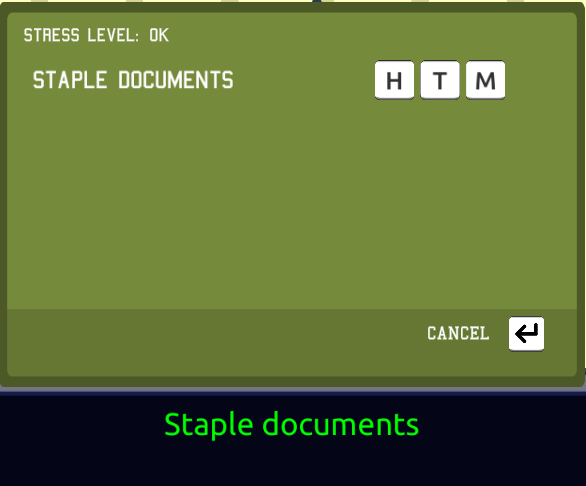 STRESS LEVEL: OK
STAPLE DOCUMENTS H T M
CANCEL
Staple documents